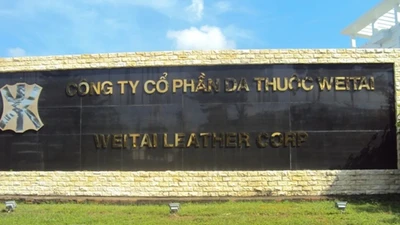 CÔNG TY CỔ PHẦN DA THUỘC WEITAI
WEITAI LEATHER CORP